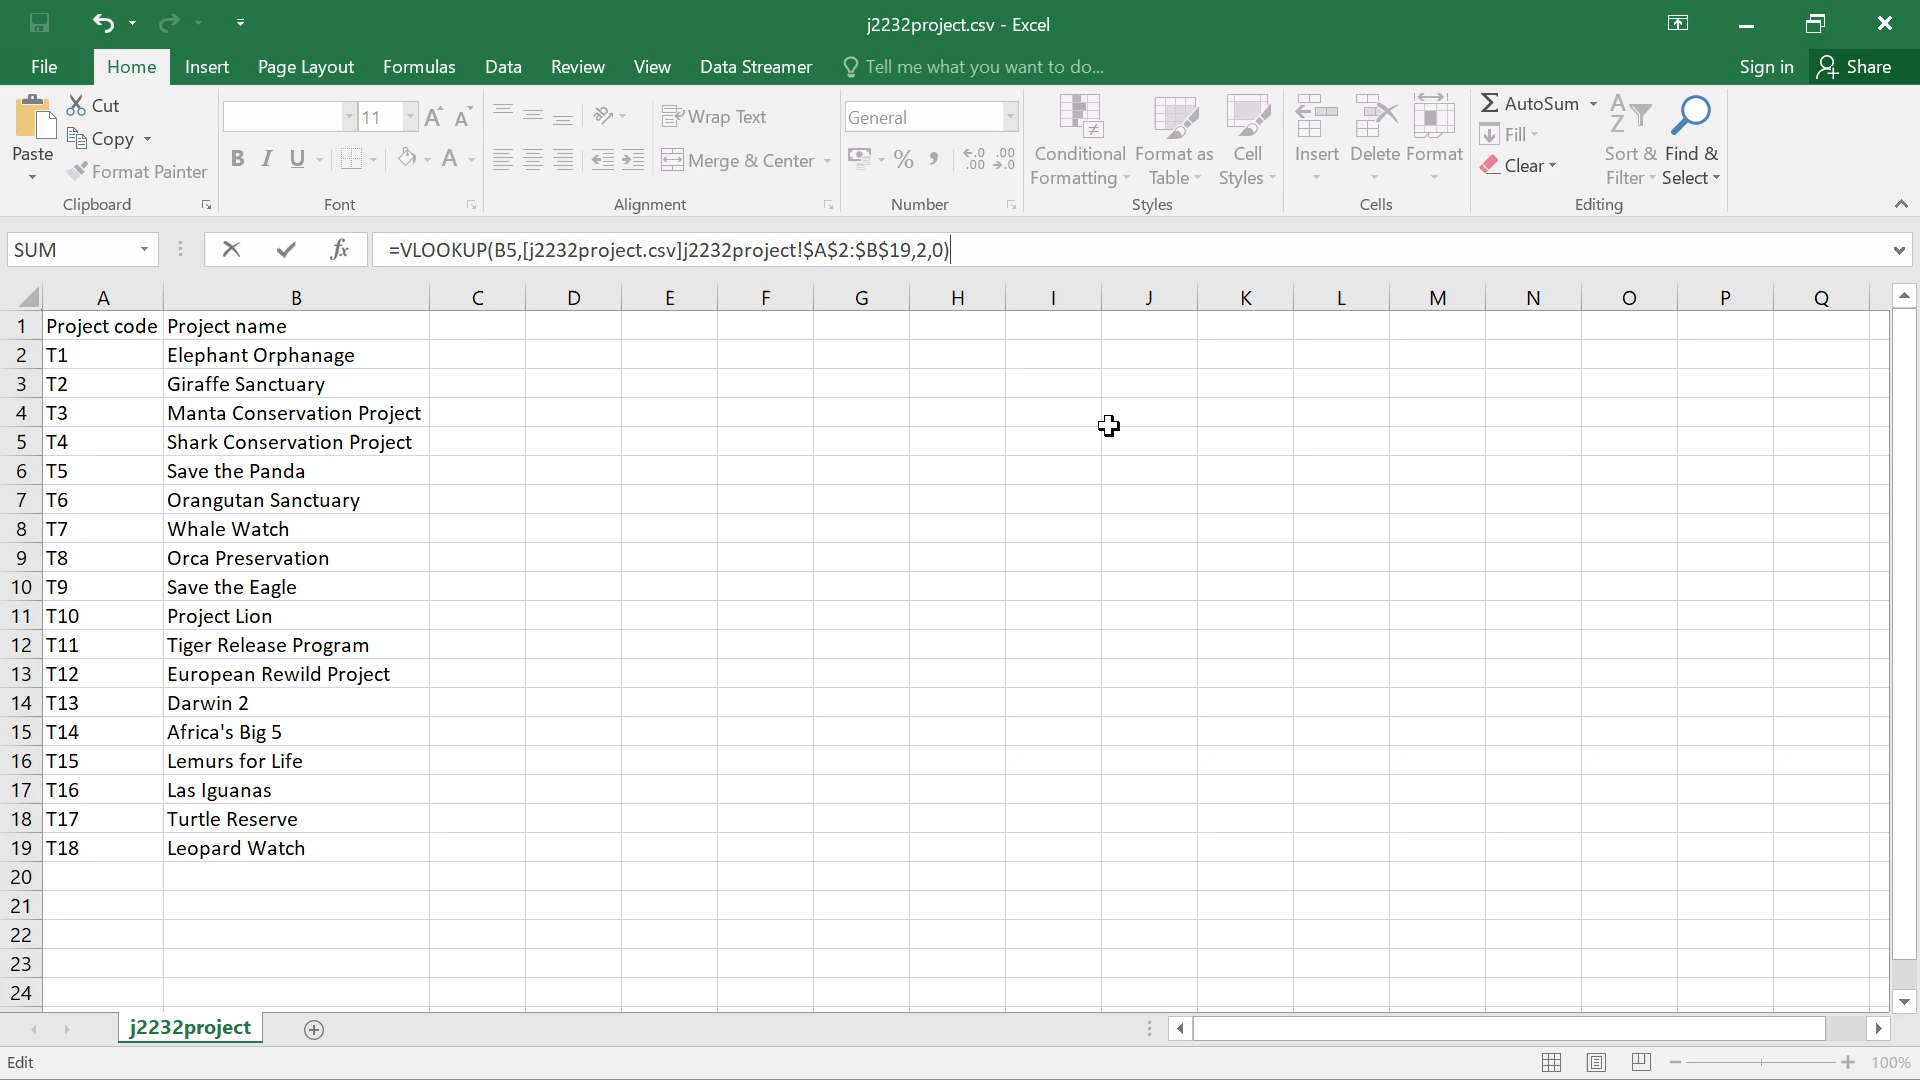 j2232project.csv - Excel
File Home Insert Page Layout Formulas Data Review View Data Streamer Tell me what you want to do... Sign in Share
Paste
Cut
Copy
Format Painter
Clipboard
11
A A
B I U A
Font
Wrap Text
Merge & Center
Alignment
General
% , .0 .00 .00 .0
Number
Conditional Formatting
Format as Table
Cell Styles
Styles
Insert Delete Format
Cells
AutoSum
Fill
Clear
Sort & Filter
Find & Select
Editing
SUM fx =VLOOKUP(B5,[j2232project.csv]j2232project!$A$2:$B$19,2,0)
A B C D E F G H I J K L M N O P Q
1 Project code Project name
2 T1 Elephant Orphanage
3 T2 Giraffe Sanctuary
4 T3 Manta Conservation Project
5 T4 Shark Conservation Project
6 T5 Save the Panda
7 T6 Orangutan Sanctuary
8 T7 Whale Watch
9 T8 Orca Preservation
10 T9 Save the Eagle
11 T10 Project Lion
12 T11 Tiger Release Program
13 T12 European Rewild Project
14 T13 Darwin 2
15 T14 Africa's Big 5
16 T15 Lemurs for Life
17 T16 Las Iguanas
18 T17 Turtle Reserve
19 T18 Leopard Watch
20
21
22
23
24
j2232project
Edit 100%